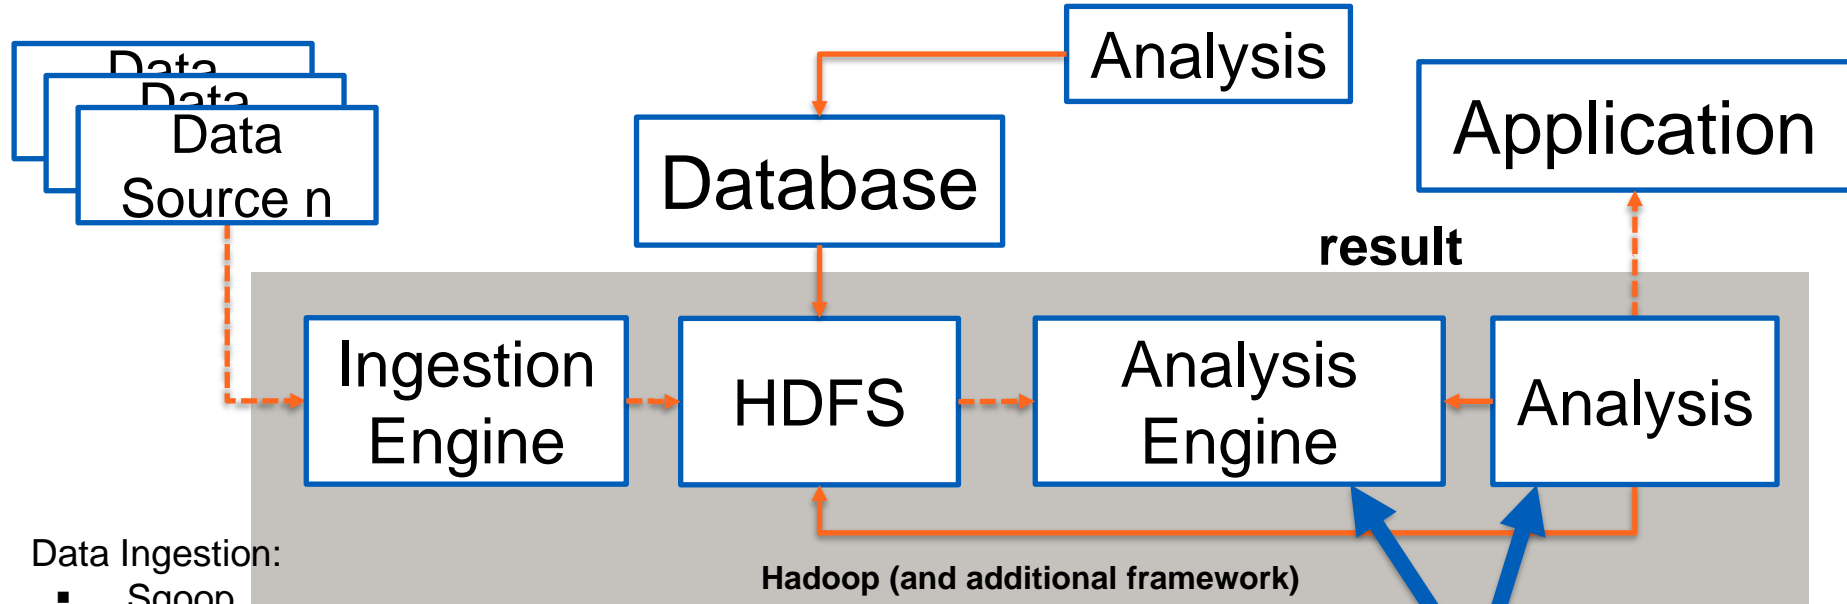 Data
Data
Data
Source n
Analysis
Database
Application
result
Ingestion
Engine
HDFS
Analysis
Engine
Analysis
Data Ingestion:
▪ Sqoop
Hadoop (and additional framework)